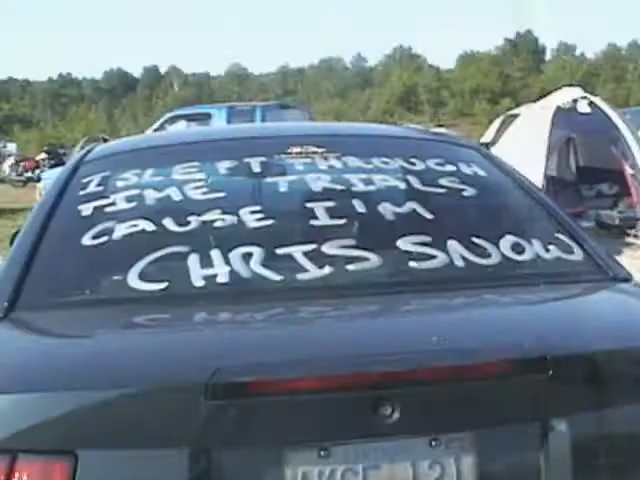 I SLEPT THROUGH
TIME TRIALS
CAUSE I'M
CHRIS SNOW